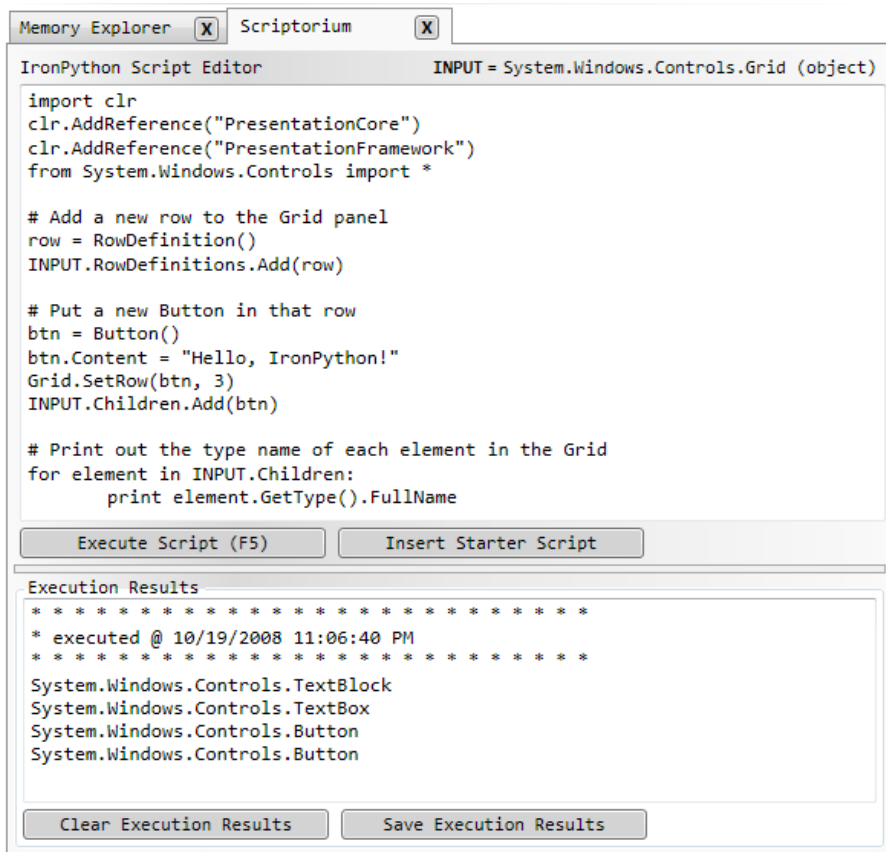 Memory Explorer X Scriptorium X
IronPython Script Editor INPUT = System.Windows.Controls.Grid (object)
import clr
clr.AddReference("PresentationCore")
clr.AddReference("PresentationFramework")
from System.Windows.Controls import *
# Add a new row to the Grid panel
row = RowDefinition()
INPUT.RowDefinitions.Add(row)
# Put a new Button in that row
btn = Button()
btn.Content = "Hello, IronPython!"
Grid.SetRow(btn, 3)
INPUT.Children.Add(btn)
# Print out the type name of each element in the Grid
for element in INPUT.Children:
print element.GetType().FullName
Execute Script (F5) Insert Starter Script
Execution Results
* * * * * * * * * * * * * * * * * * * * * * * * * *
* executed @ 10/19/2008 11:06:40 PM
* * * * * * * * * * * * * * * * * * * * * * * * * *
System.Windows.Controls.TextBlock
System.Windows.Controls.TextBox
System.Windows.Controls.Button
System.Windows.Controls.Button
Clear Execution Results Save Execution Results